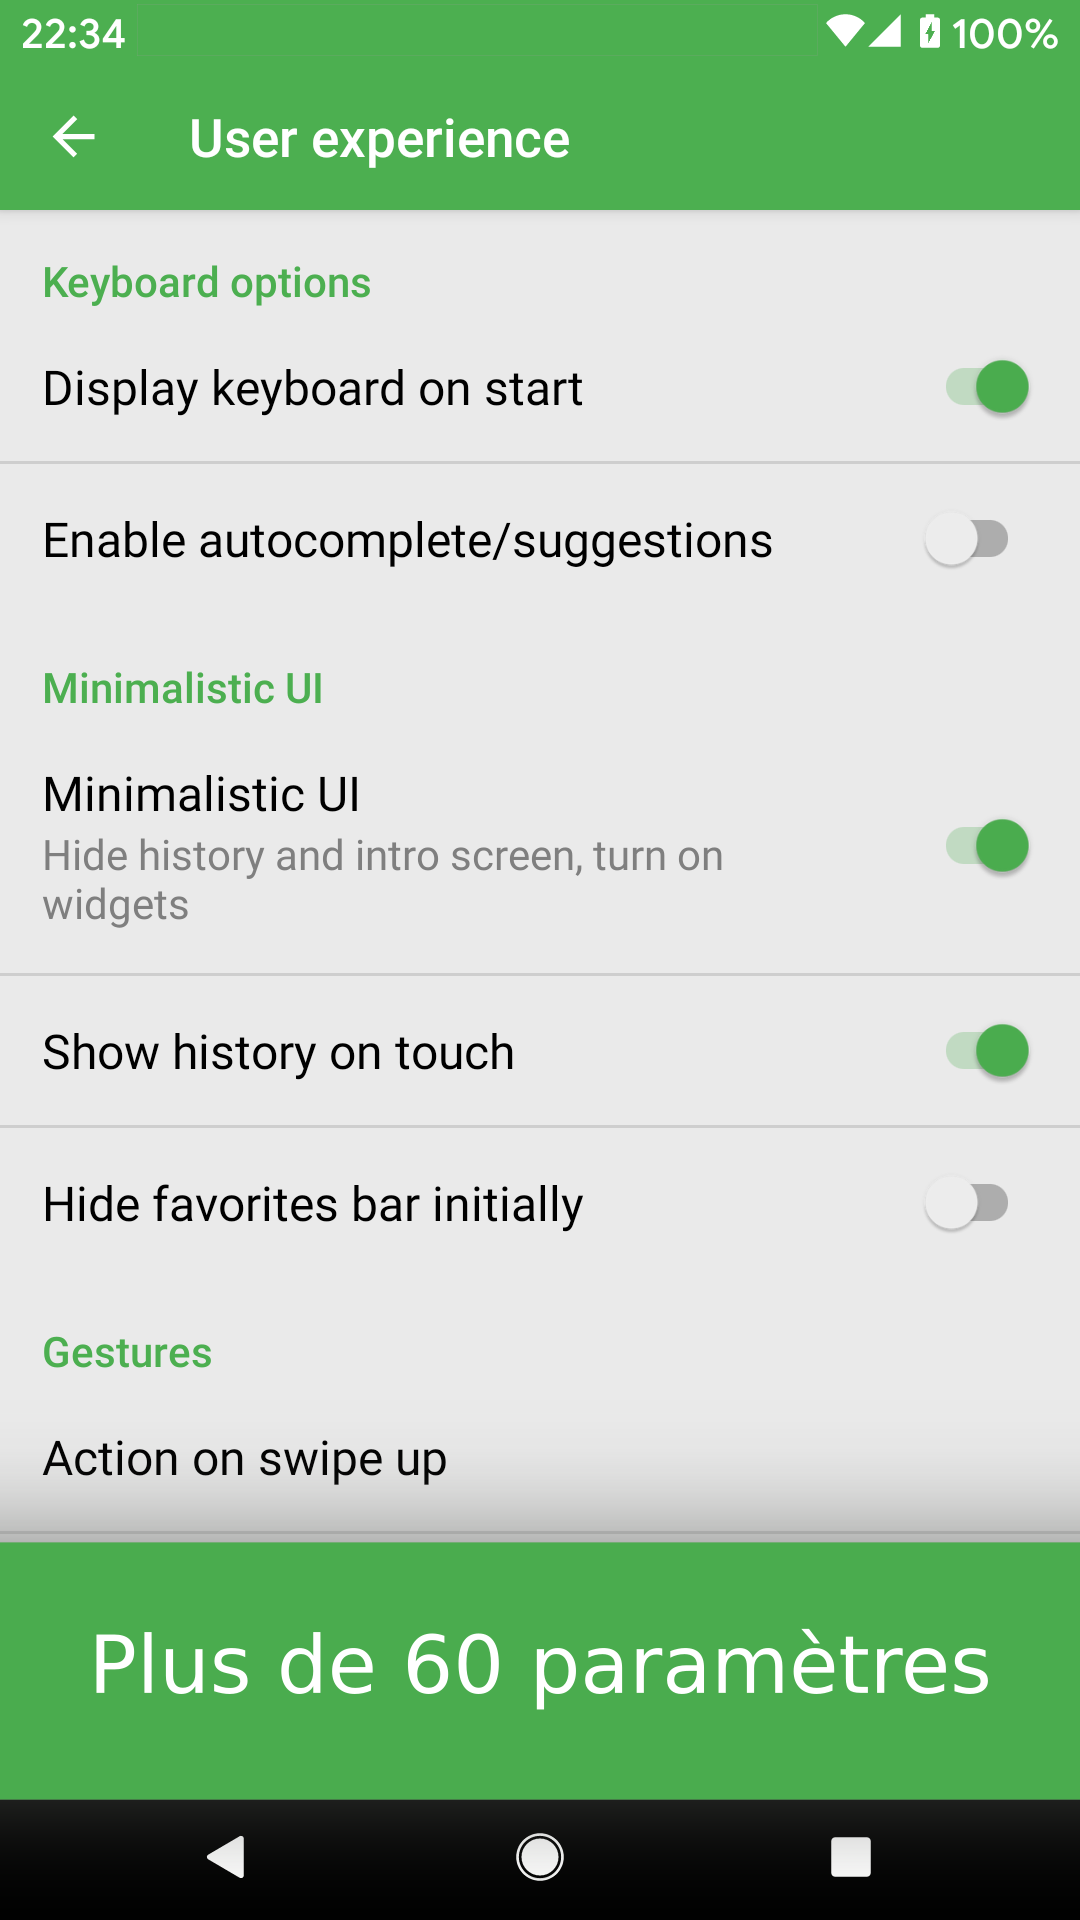 22:34 100%
User experience
Keyboard options
Display keyboard on start
Enable autocomplete/suggestions
Minimalistic UI
Minimalistic UI
Hide history and intro screen, turn on
widgets
Show history on touch
Hide favorites bar initially
Gestures
Action on swipe up
Plus de 60 paramètres